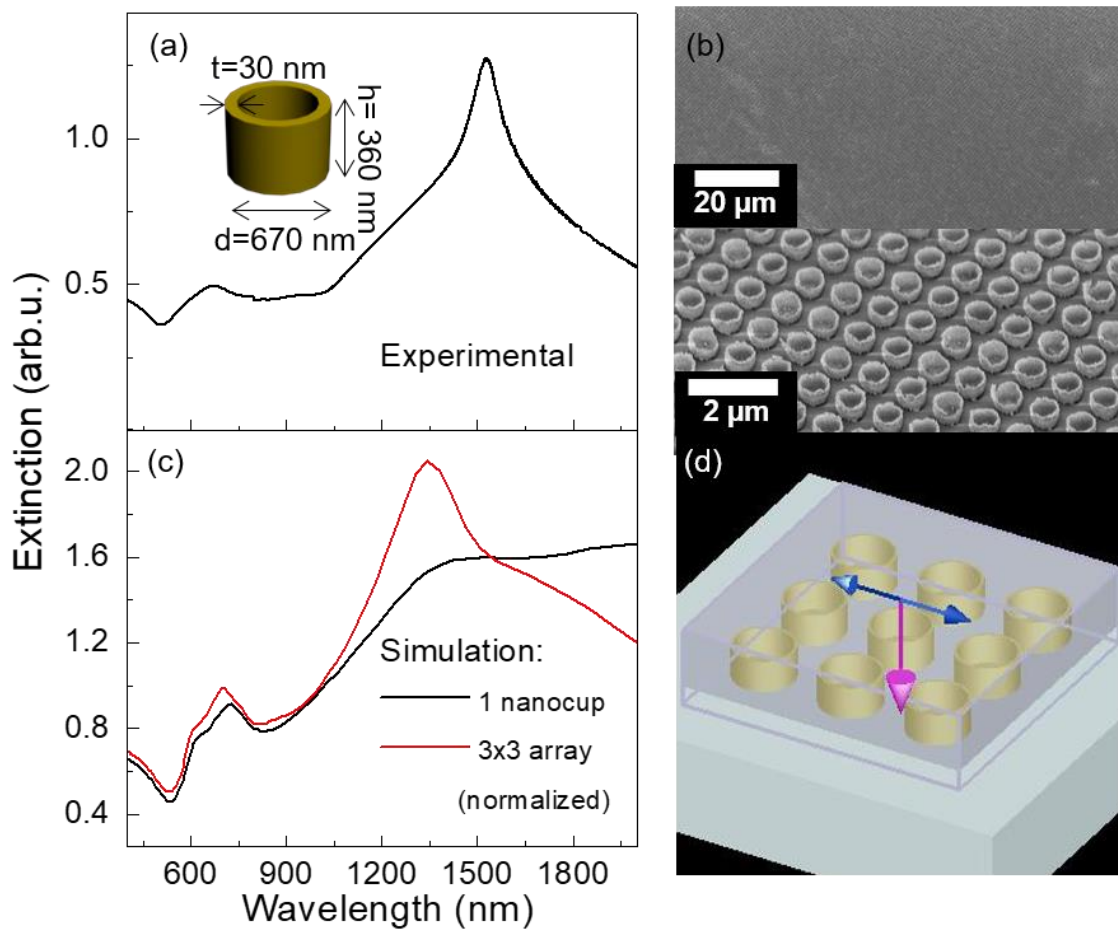 (a)
t=30 nm
h= 360 nm
d=670 nm
1.0
0.5
Experimental
(b)
20 µm
2 µm
Extinction (arb.u.)
(c)
2.0
1.6
1.2
0.8
0.4
Simulation:
1 nanocup
3x3 array
(normalized)
600 900 1200 1500 1800
Wavelength (nm)
(d)